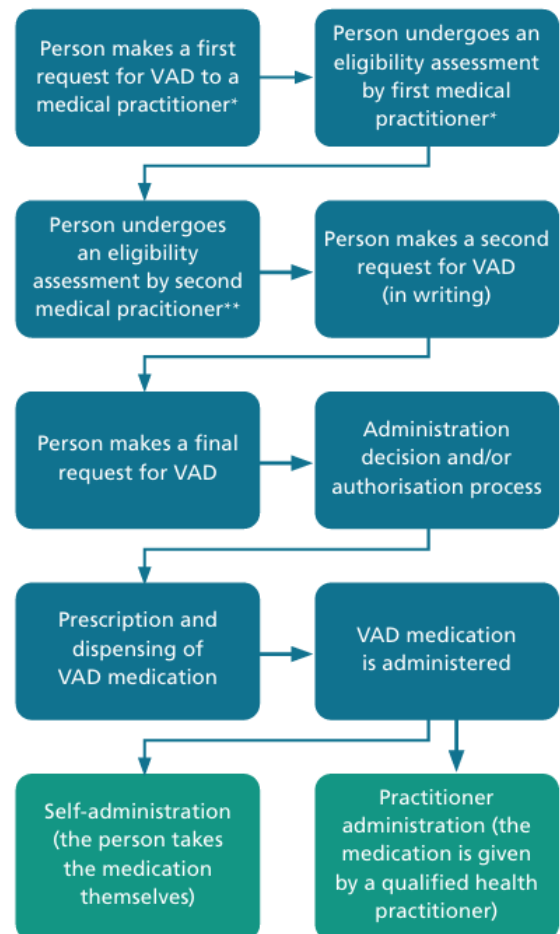 Person makes a first
request for VAD to a
medical practitioner*
Person undergoes an
eligibility assessment
by first medical
practitioner*
Person undergoes
an eligibility
assessment by second
medical pracitioner**
Person makes a second
request for VAD
(in writing)
Person makes a final
request for VAD
Administration
decision and/or
authorisation process
Prescription and
dispensing of
VAD medication
VAD medication
is administered
Self-administration
(the person takes
the medication
themselves)
Practitioner
administration (the
medication is given
by a qualified health
practitioner)